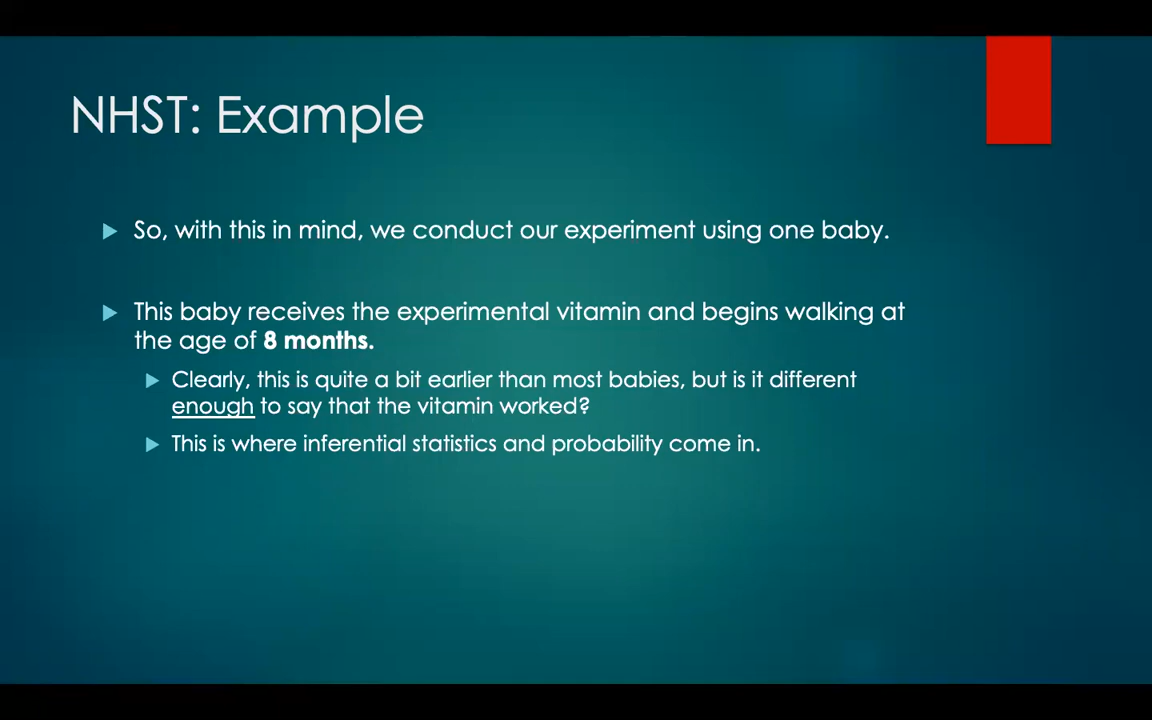 NHST: Example
So, with this in mind, we conduct our experiment using one baby.
This baby receives the experimental vitamin and begins walking at
the age of 8 months.
Clearly, this is quite a bit earlier than most babies, but is it different
enough to say that the vitamin worked?
This is where inferential statistics and probability come in.